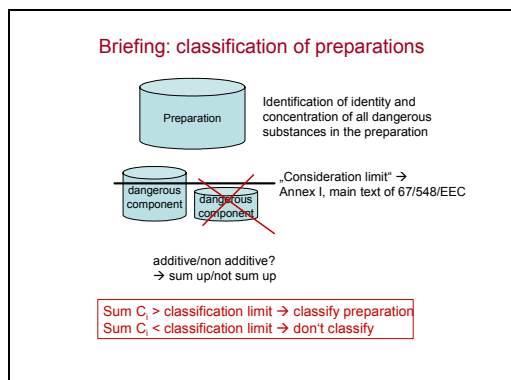 Briefing: classification of preparations
Preparation
Identification of identity and
concentration of all dangerous
substances in the preparation
dangerous
component
dangerous
component
„Consideration limit“ →
Annex I, main text of 67/548/EEC
additive/non additive?
→ sum up/not sum up
Sum Ci > classification limit → classify preparation
Sum Ci < classification limit → don‘t classify